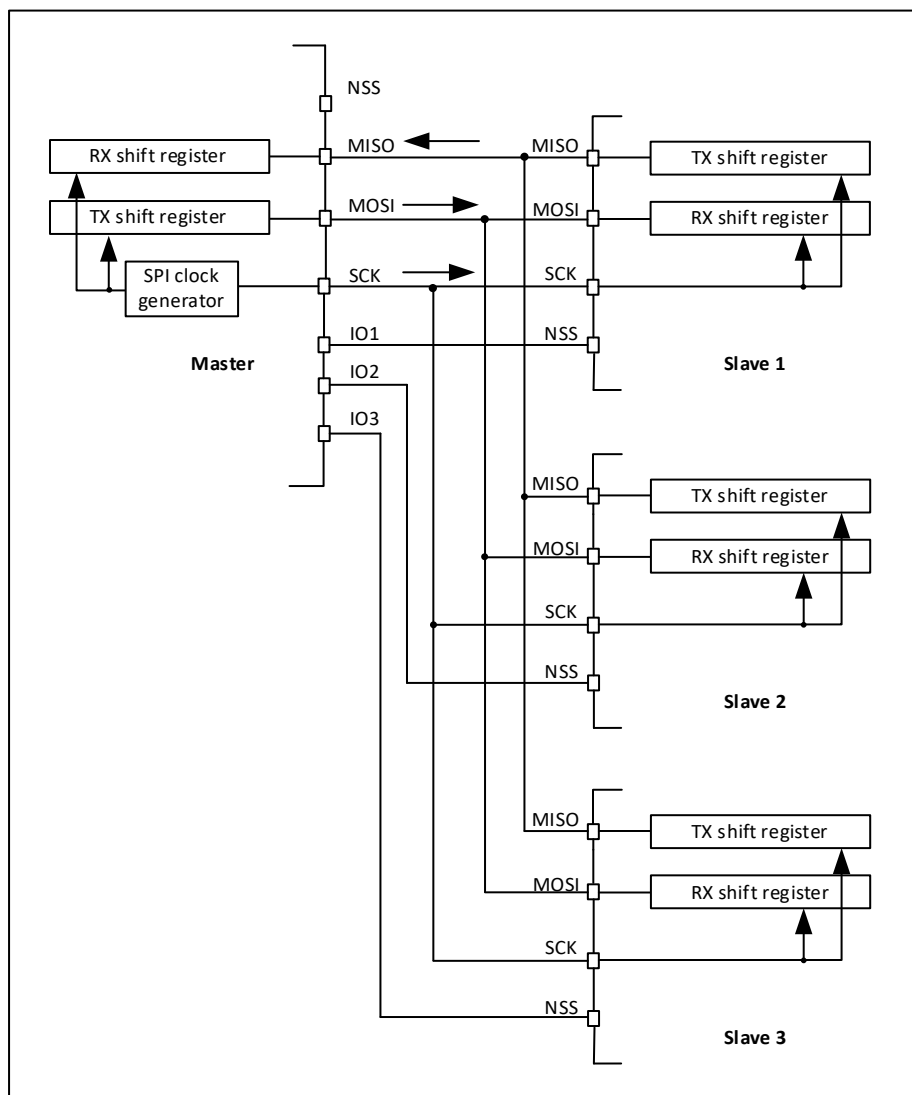 NSS
RX shift register
MISO
MISO
TX shift register
TX shift register
MOSI
MOSI
RX shift register
SPI clock
generator
SCK
SCK
IO1
NSS
Master
Slave 1
IO2
IO3
MISO
TX shift register
MOSI
RX shift register
SCK
NSS
Slave 2
MISO
TX shift register
MOSI
RX shift register
SCK
NSS
Slave 3